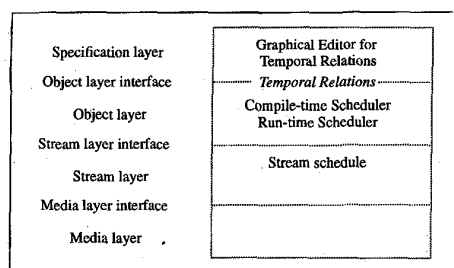 Specification layer
Graphical Editor for
Temporal Relations
Object layer interface
Temporal Relations
Object layer
Compile-time Scheduler
Run-time Scheduler
Stream layer interface
Stream schedule
Stream layer
Media layer interface
Media layer